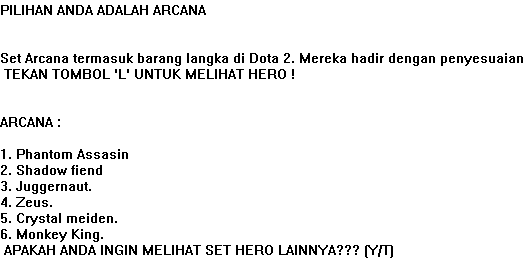 PILIHAN ANDA ADALAH ARCANA
Set Arcana termasuk barang langka di Dota 2. Mereka hadir dengan penyesuaian
TEKAN TOMBOL 'L' UNTUK MELIHAT HERO !
ARCANA :
1. Phantom Assasin
2. Shadow fiend
3. Juggernaut.
4. Zeus.
5. Crystal meiden.
6. Monkey King.
APAKAH ANDA INGIN MELIHAT SET HERO LAINNYA??? (Y/T)